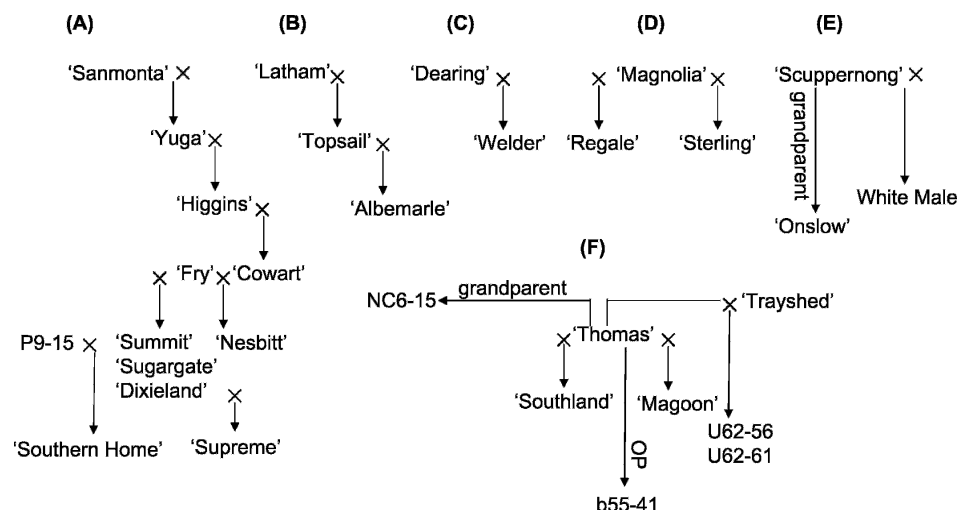 (A) (B) (C) (D) (E)
‘Sanmonta’ ‘Latham’ ‘Dearing’ ‘Magnolia’ ‘Scuppernong’
grandparent
‘Yuga’ ‘Topsail’ ‘Welder’ ‘Regale’ ‘Sterling’
‘Higgins’ ‘Albemarle’ White Male
‘Onslow’
(F)
‘Fry’ ‘Cowart’
NC6-15 grandparent ‘Trayshed’
P9-15 ‘Summit’ ‘Nesbitt’ ‘Thomas’
‘Sugargate’
‘Dixieland’
‘Southland’ ‘Magoon’
U62-56
‘Southern Home’ ‘Supreme’ OP U62-61
b55-41